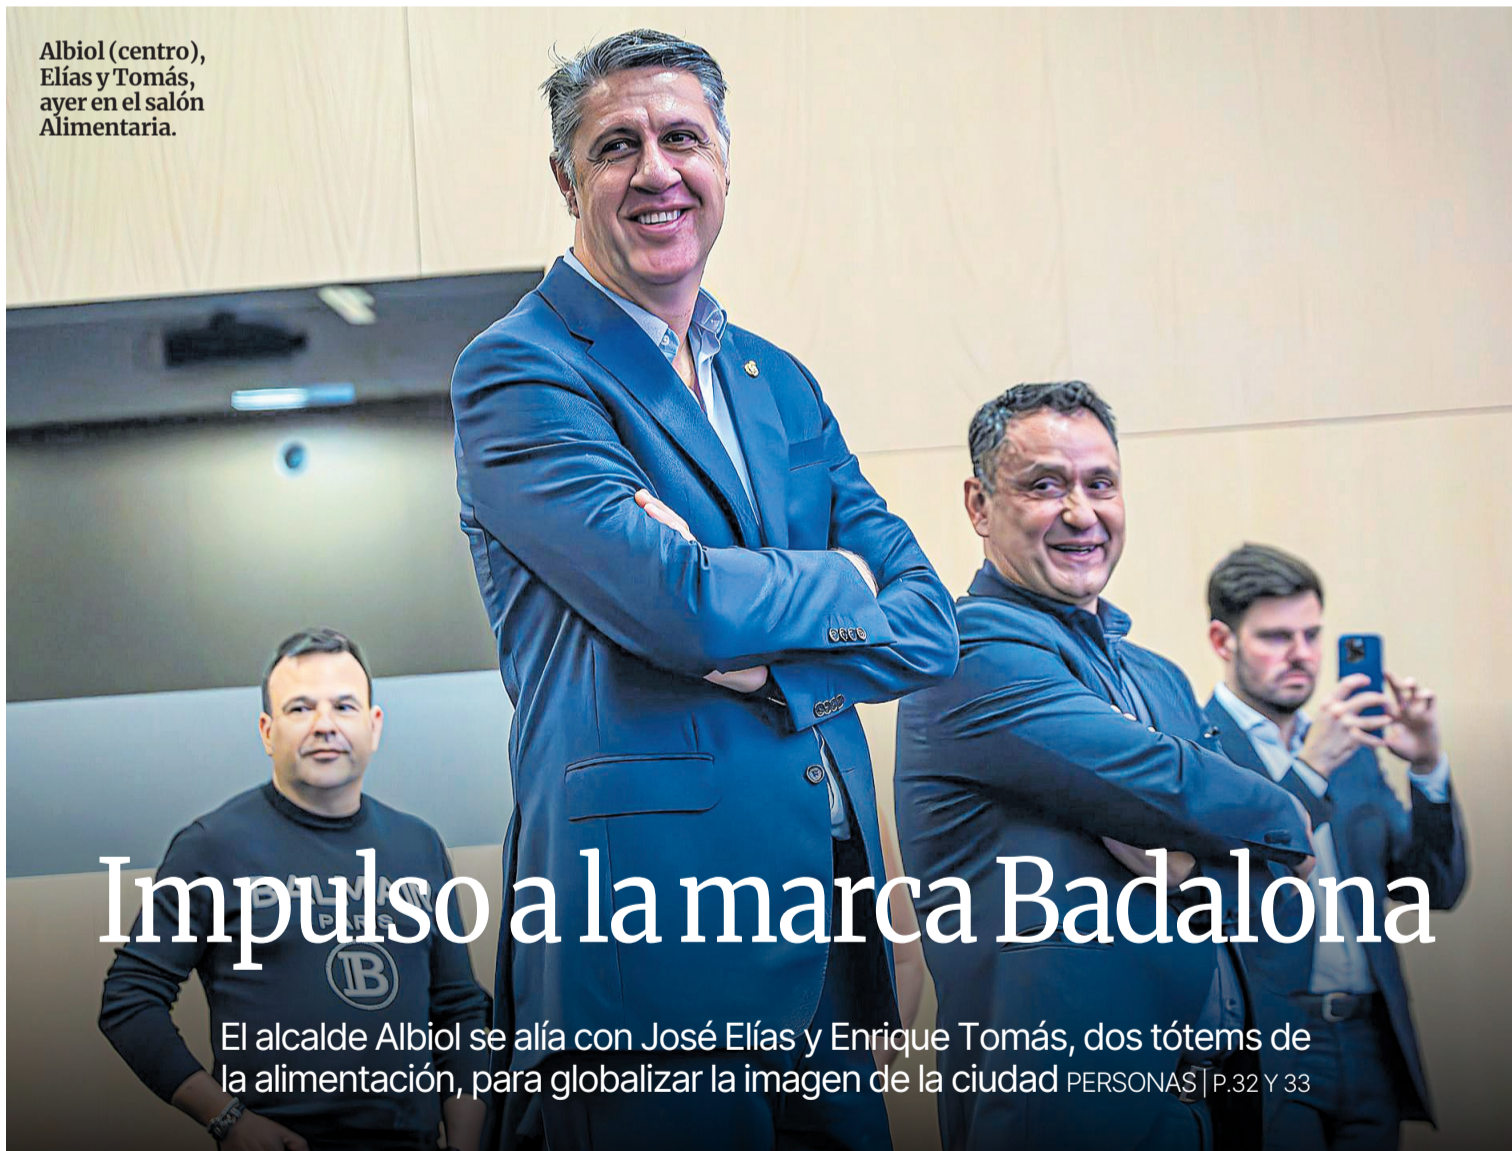 Albiol (centro),
Elías y Tomás,
ayer en el salón
Alimentaria.
BALMAIN
PARIS
B
Impulso a la marca Badalona
El alcalde Albiol se alía con José Elías y Enrique Tomás, dos tótems de
la alimentación, para globalizar la imagen de la ciudad PERSONAS | P.32 Y 33